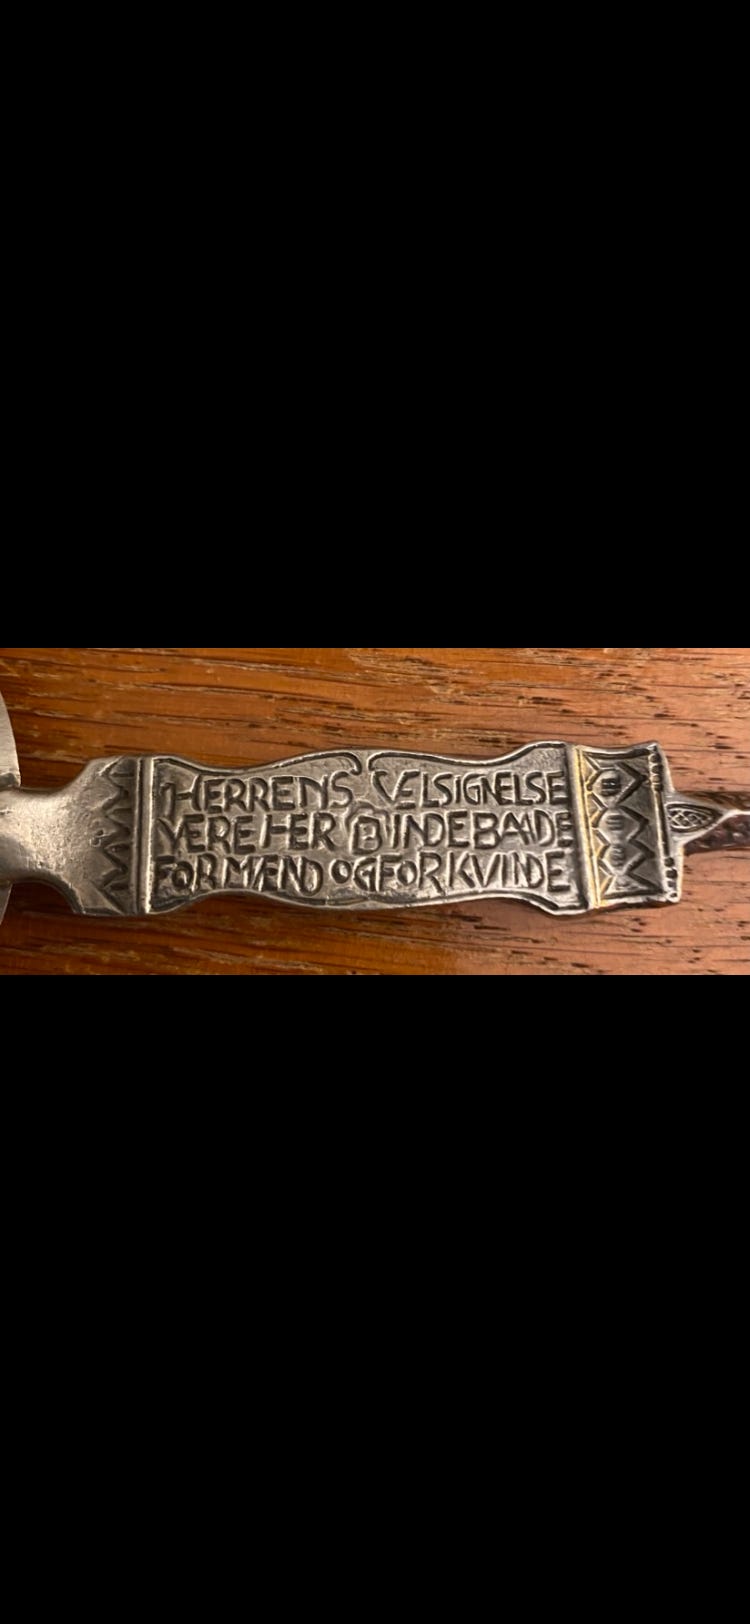 HERRENS VELSIGNELSE
VERE HER B INDE BAADE
FOR MÆND OG FOR KVINDE